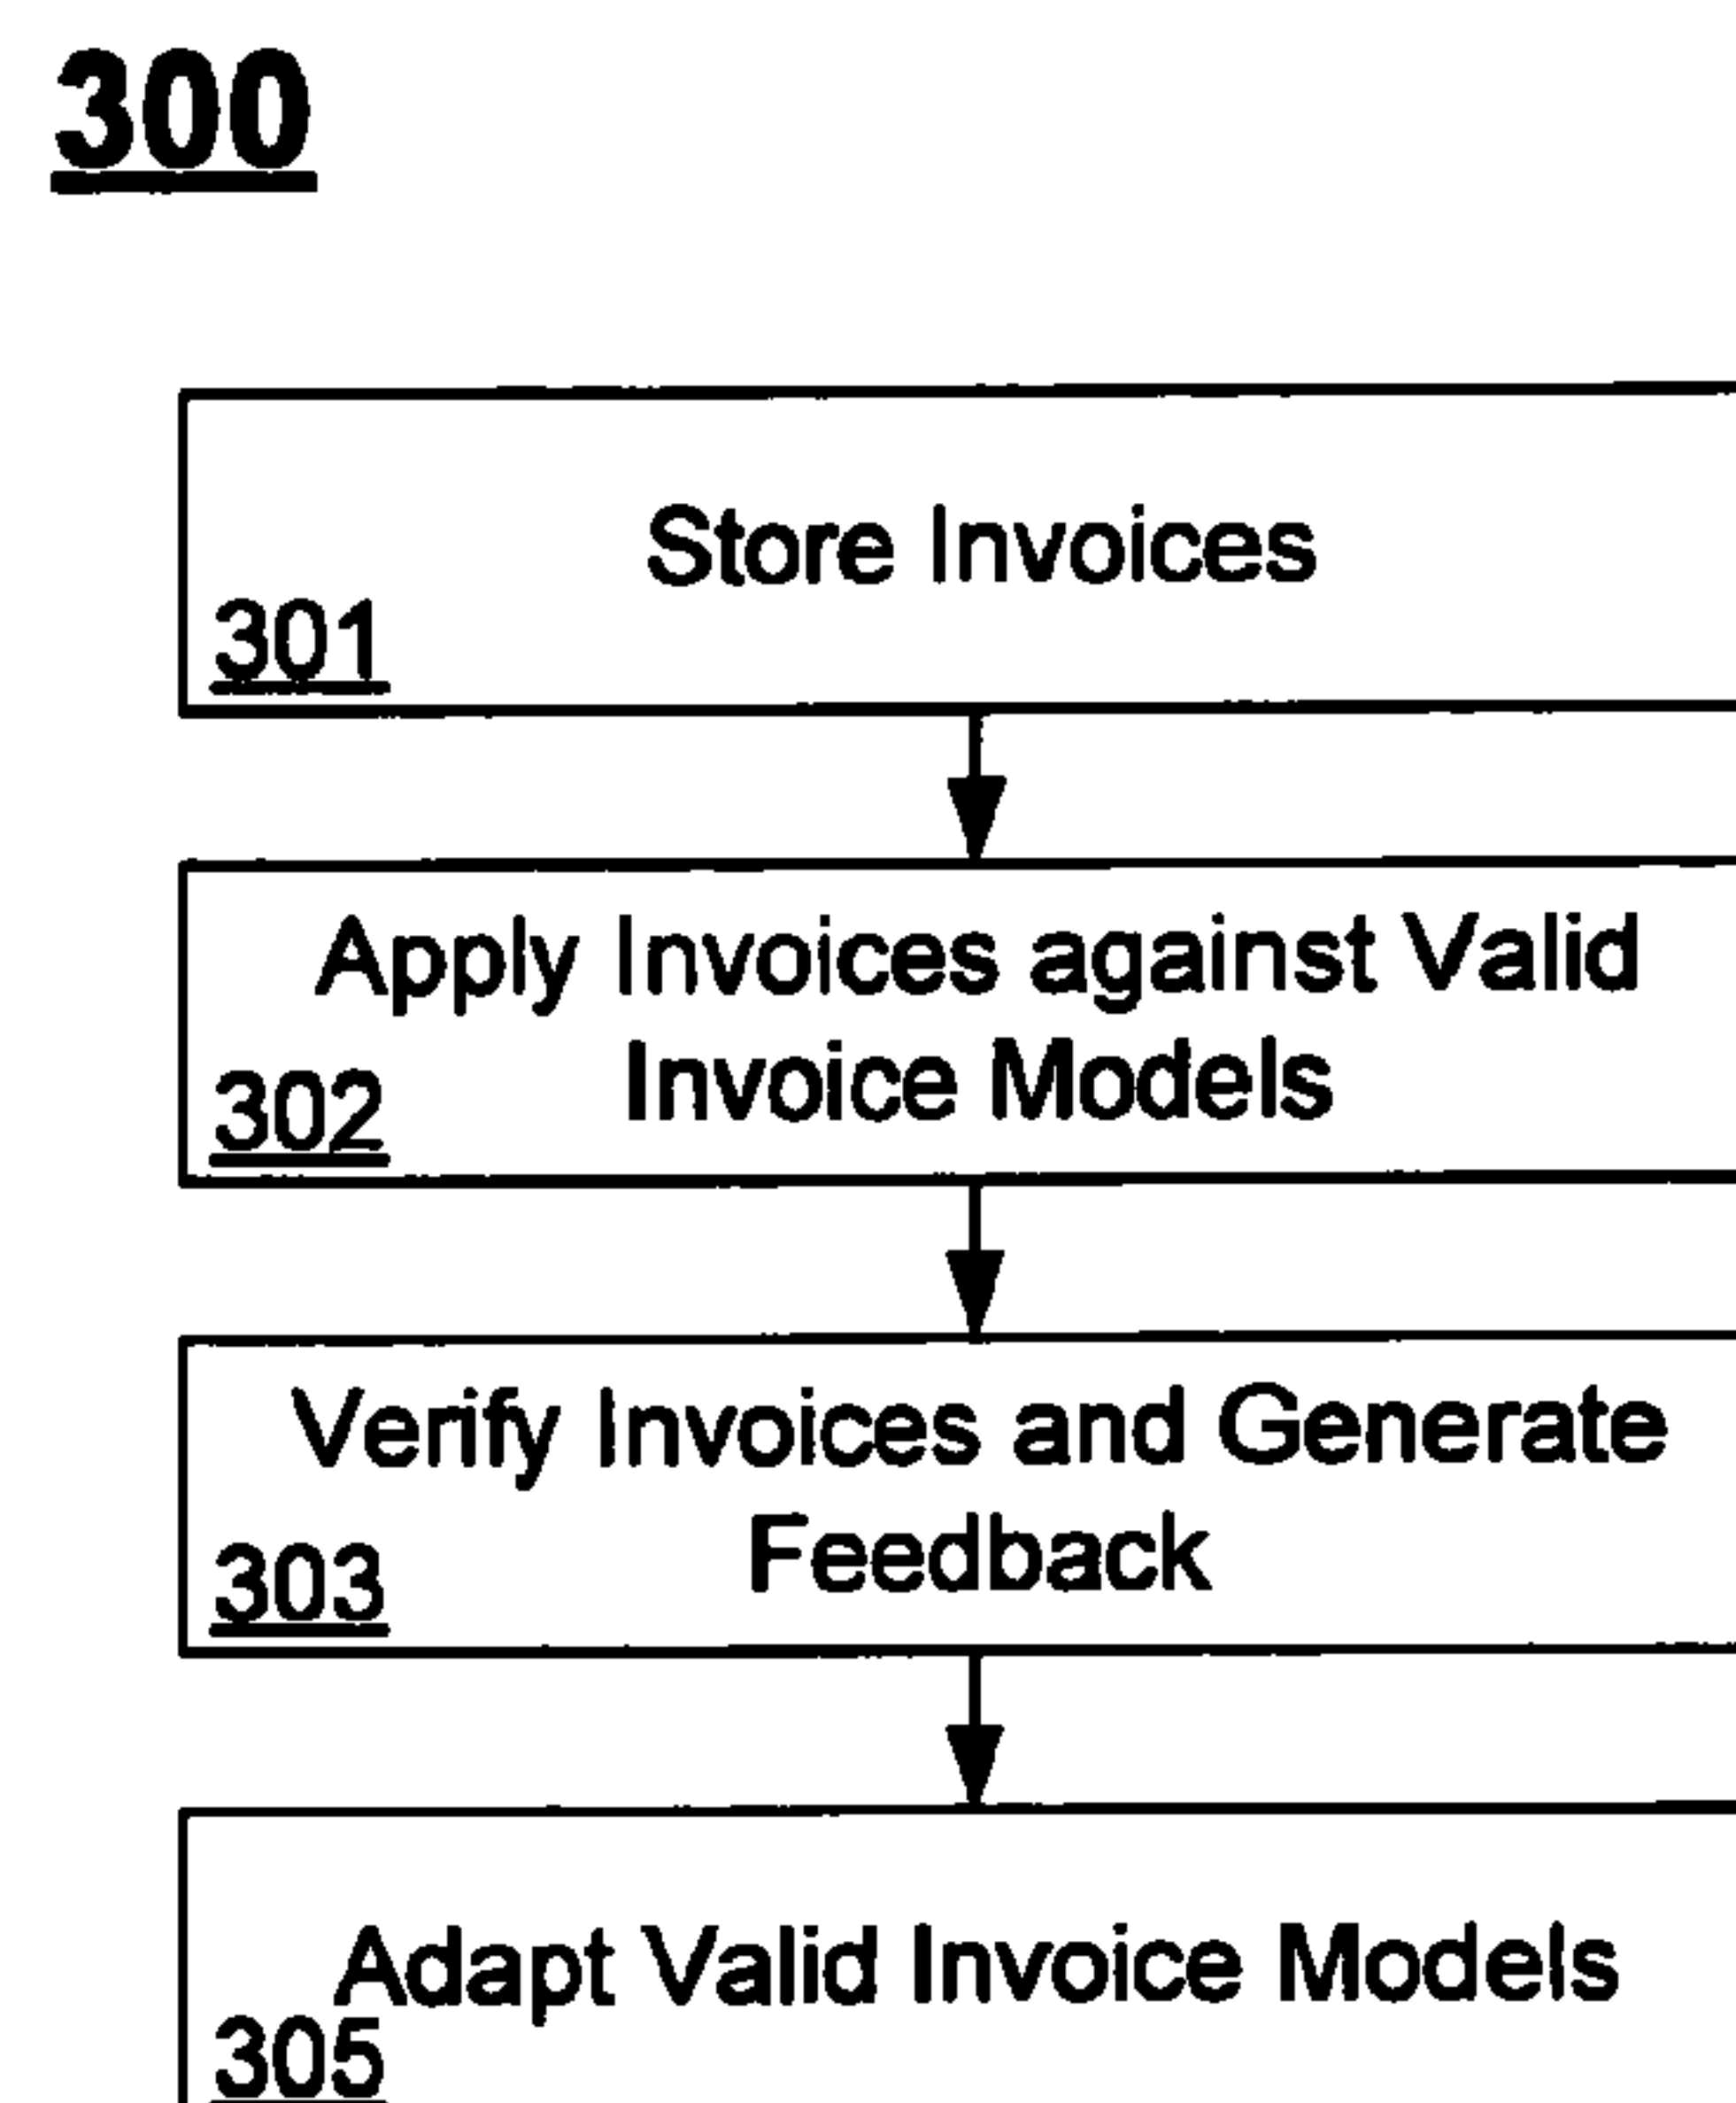 300
Store Invoices
301
Apply Invoices against Valid
Invoice Models
302
Verify Invoices and Generate
Feedback
303
Adapt Valid Invoice Models
305